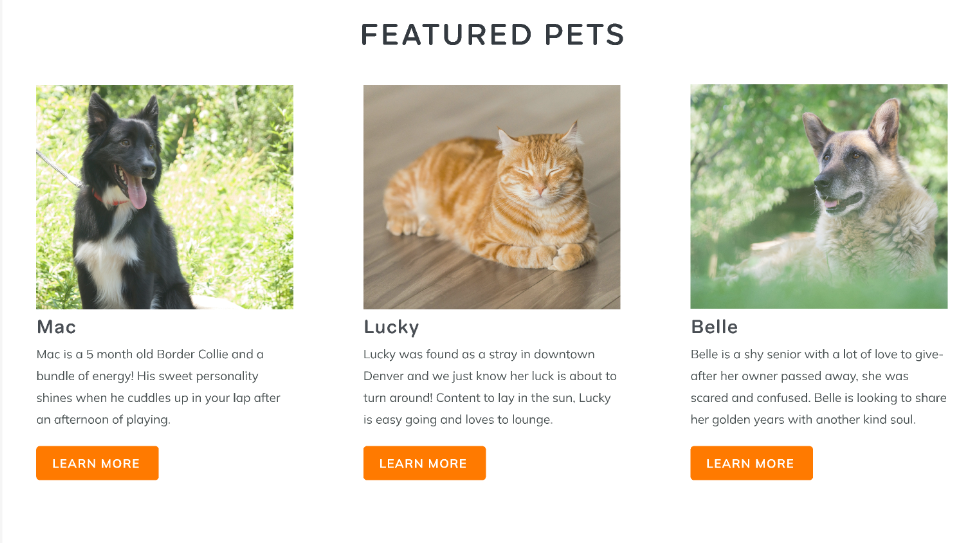 FEATURED PETS
Mac
Mac is a 5 month old Border Collie and a
bundle of energy! His sweet personality
shines when he cuddles up in your lap after
an afternoon of playing.
LEARN MORE
Lucky
Lucky was found as a stray in downtown
Denver and we just know her luck is about to
turn around! Content to lay in the sun, Lucky
is easy going and loves to lounge.
LEARN MORE
Belle
Belle is a shy senior with a lot of love to give-
after her owner passed away, she was
scared and confused. Belle is looking to share
her golden years with another kind soul.
LEARN MORE